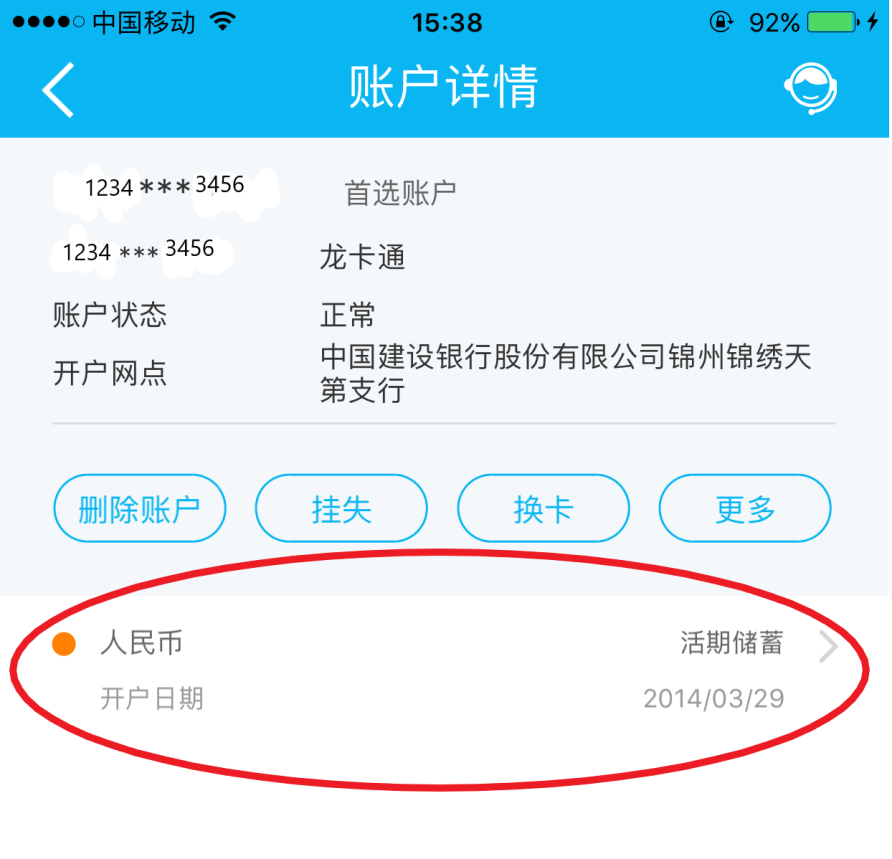 中国移动 15:38 92%
账户详情
1234 *** 3456 首选账户
1234 *** 3456 龙卡通
账户状态 正常
开户网点 中国建设银行股份有限公司锦州锦绣天
第支行
删除账户 挂失 换卡 更多
人民币 活期储蓄
开户日期 2014/03/29